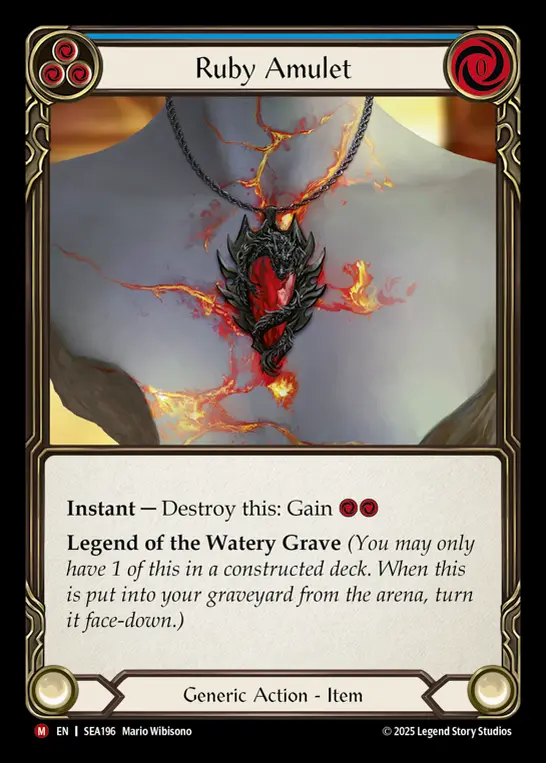 Ruby Amulet
0
Instant — Destroy this: Gain
Legend of the Watery Grave (You may only
have 1 of this in a constructed deck. When this
is put into your graveyard from the arena, turn
it face-down.)
Generic Action - Item
M EN | SEA196 Mario Wibisono
© 2025 Legend Story Studios